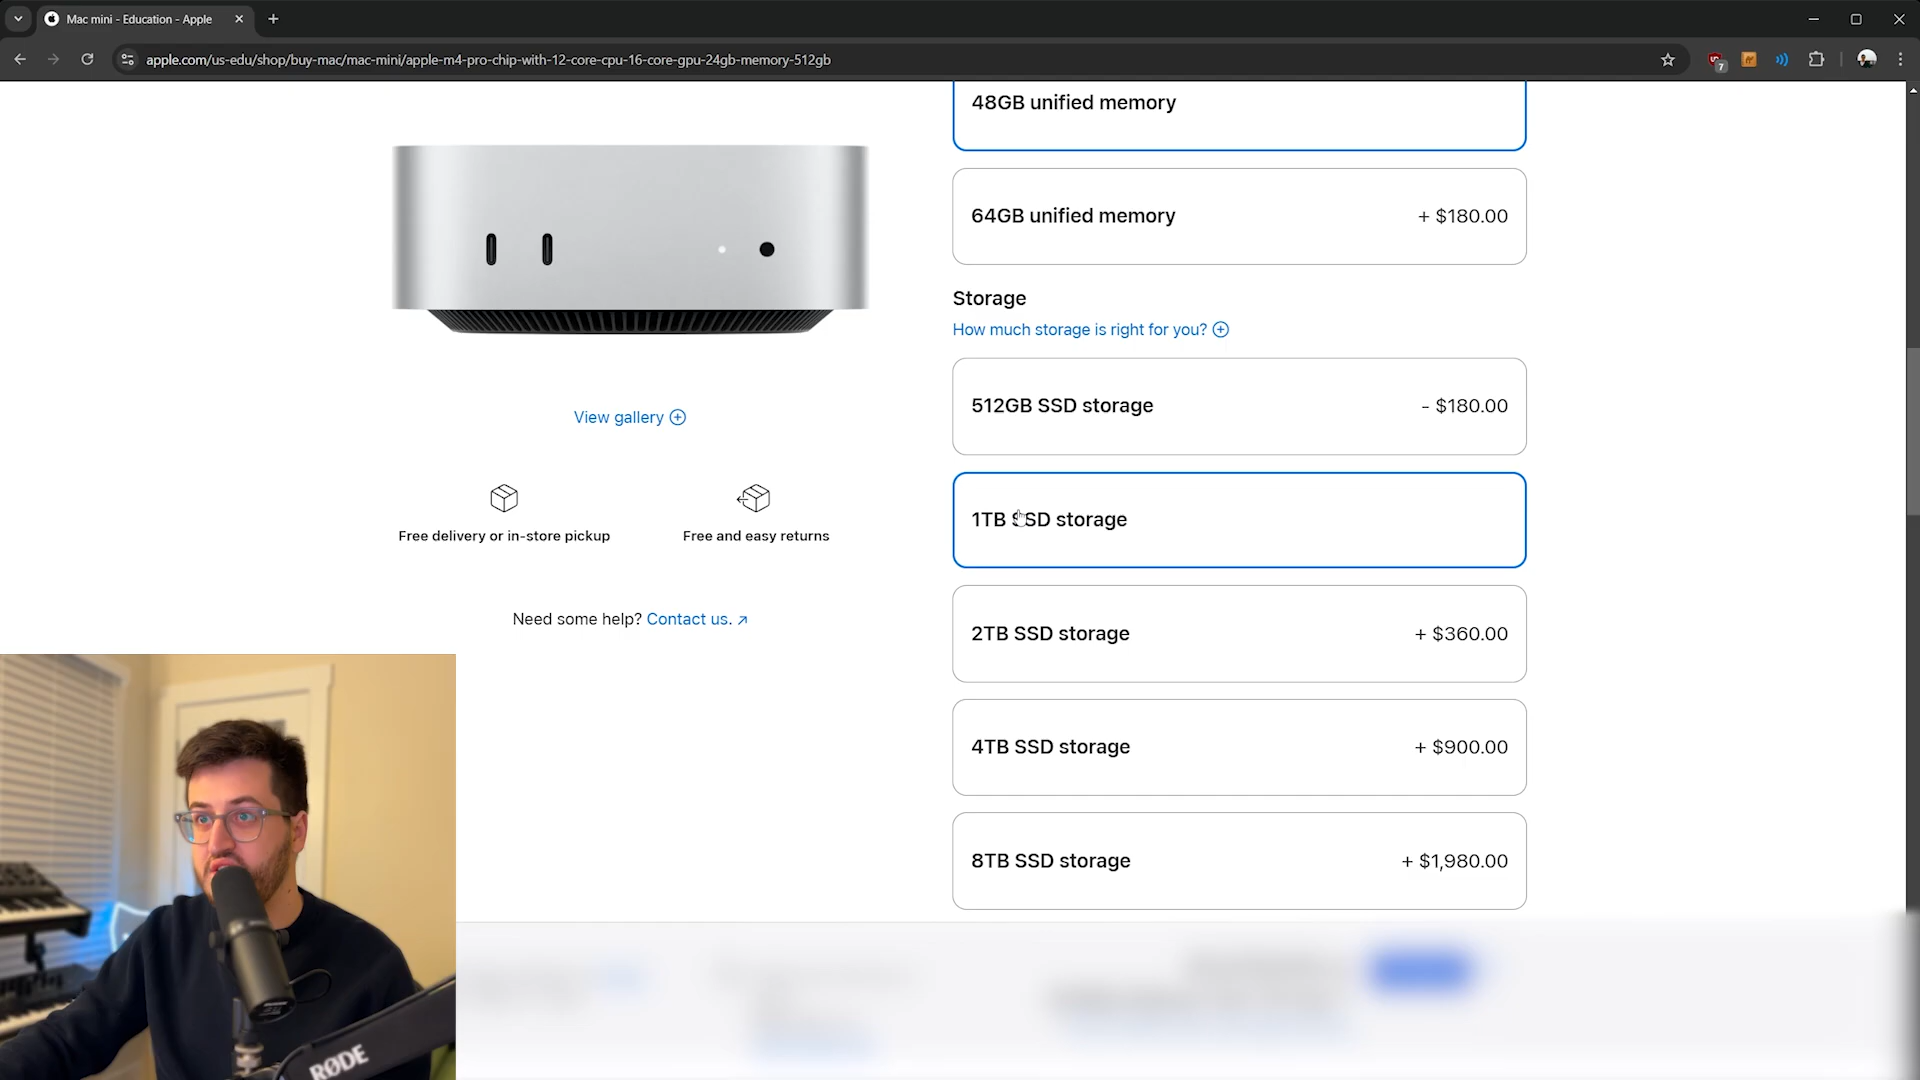 Mac mini - Education - Apple
apple.com/us-edu/shop/buy-mac/mac-mini/apple-m4-pro-chip-with-12-core-cpu-16-core-gpu-24gb-memory-512gb
7
48GB unified memory
64GB unified memory + $180.00
Storage
How much storage is right for you?
512GB SSD storage - $180.00
1TB SSD storage
2TB SSD storage + $360.00
4TB SSD storage + $900.00
8TB SSD storage + $1,980.00
View gallery
Free delivery or in-store pickup
Free and easy returns
Need some help? Contact us.
RØDE